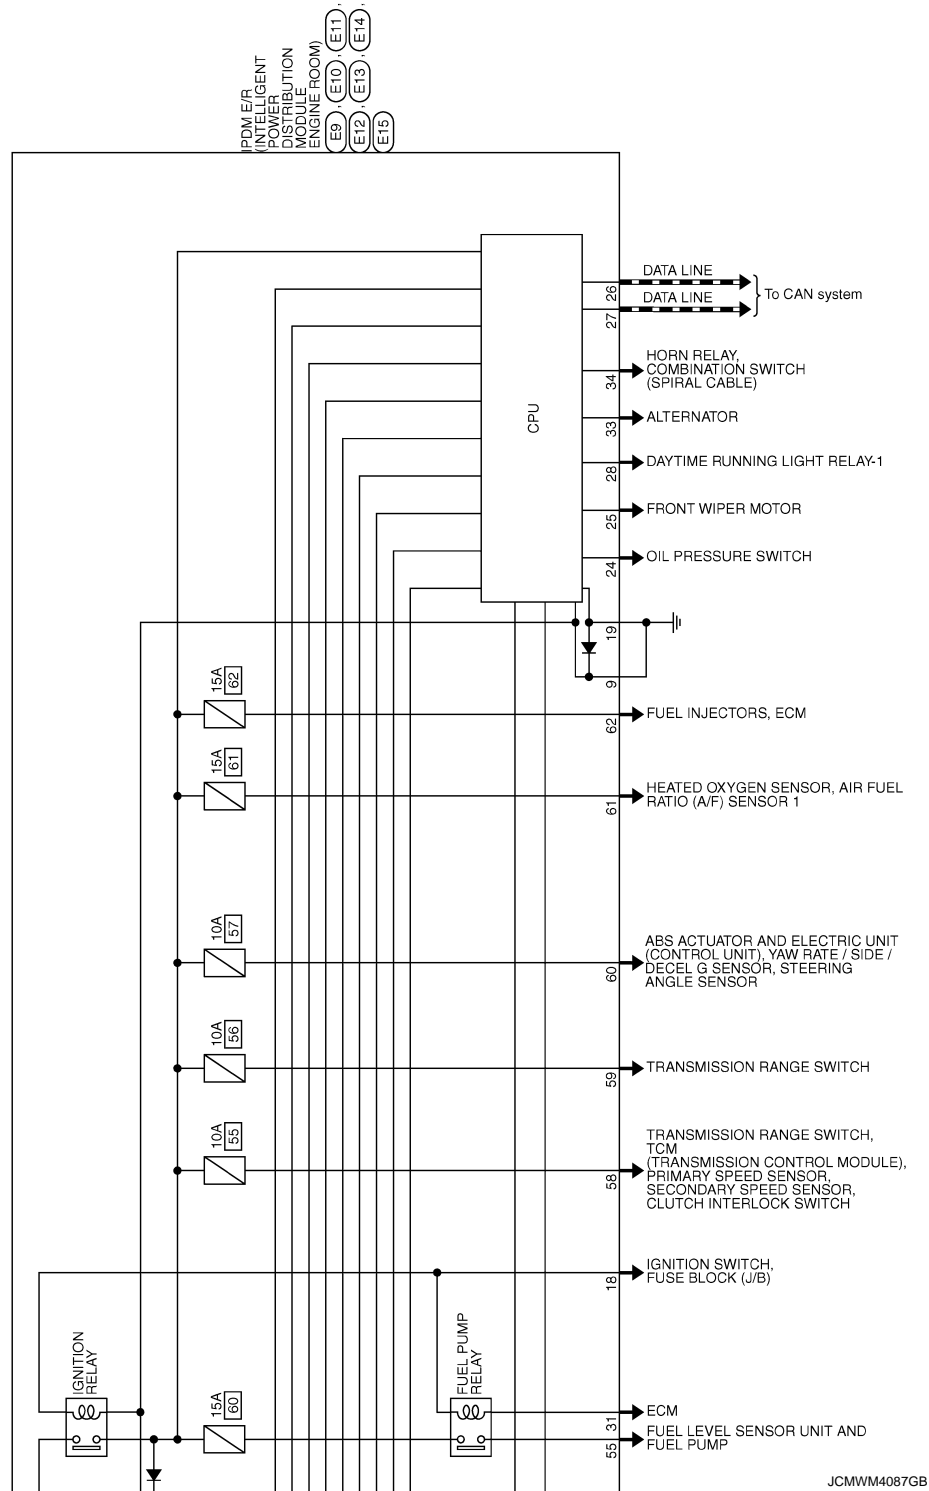 IPDM E/R
(INTELLIGENT
POWER
DISTRIBUTION
MODULE
ENGINE ROOM)
E9 , E10 , E11 ,
E12 , E13 , E14 ,
E15
CPU
DATA LINE
26
DATA LINE
27
To CAN system
HORN RELAY,
COMBINATION SWITCH
(SPIRAL CABLE)
34
ALTERNATOR
33
DAYTIME RUNNING LIGHT RELAY-1
28
FRONT WIPER MOTOR
25
OIL PRESSURE SWITCH
24
19
9
15A
62
FUEL INJECTORS, ECM
62
15A
61
HEATED OXYGEN SENSOR, AIR FUEL
RATIO (A/F) SENSOR 1
61
10A
57
ABS ACTUATOR AND ELECTRIC UNIT
(CONTROL UNIT), YAW RATE / SIDE /
DECEL G SENSOR, STEERING
ANGLE SENSOR
60
10A
56
TRANSMISSION RANGE SWITCH
59
10A
55
TRANSMISSION RANGE SWITCH,
TCM
(TRANSMISSION CONTROL MODULE),
PRIMARY SPEED SENSOR,
SECONDARY SPEED SENSOR,
CLUTCH INTERLOCK SWITCH
58
IGNITION SWITCH,
FUSE BLOCK (J/B)
18
IGNITION
RELAY
FUEL PUMP
RELAY
15A
60
ECM
31
FUEL LEVEL SENSOR UNIT AND
FUEL PUMP
55
JCMWM4087GB